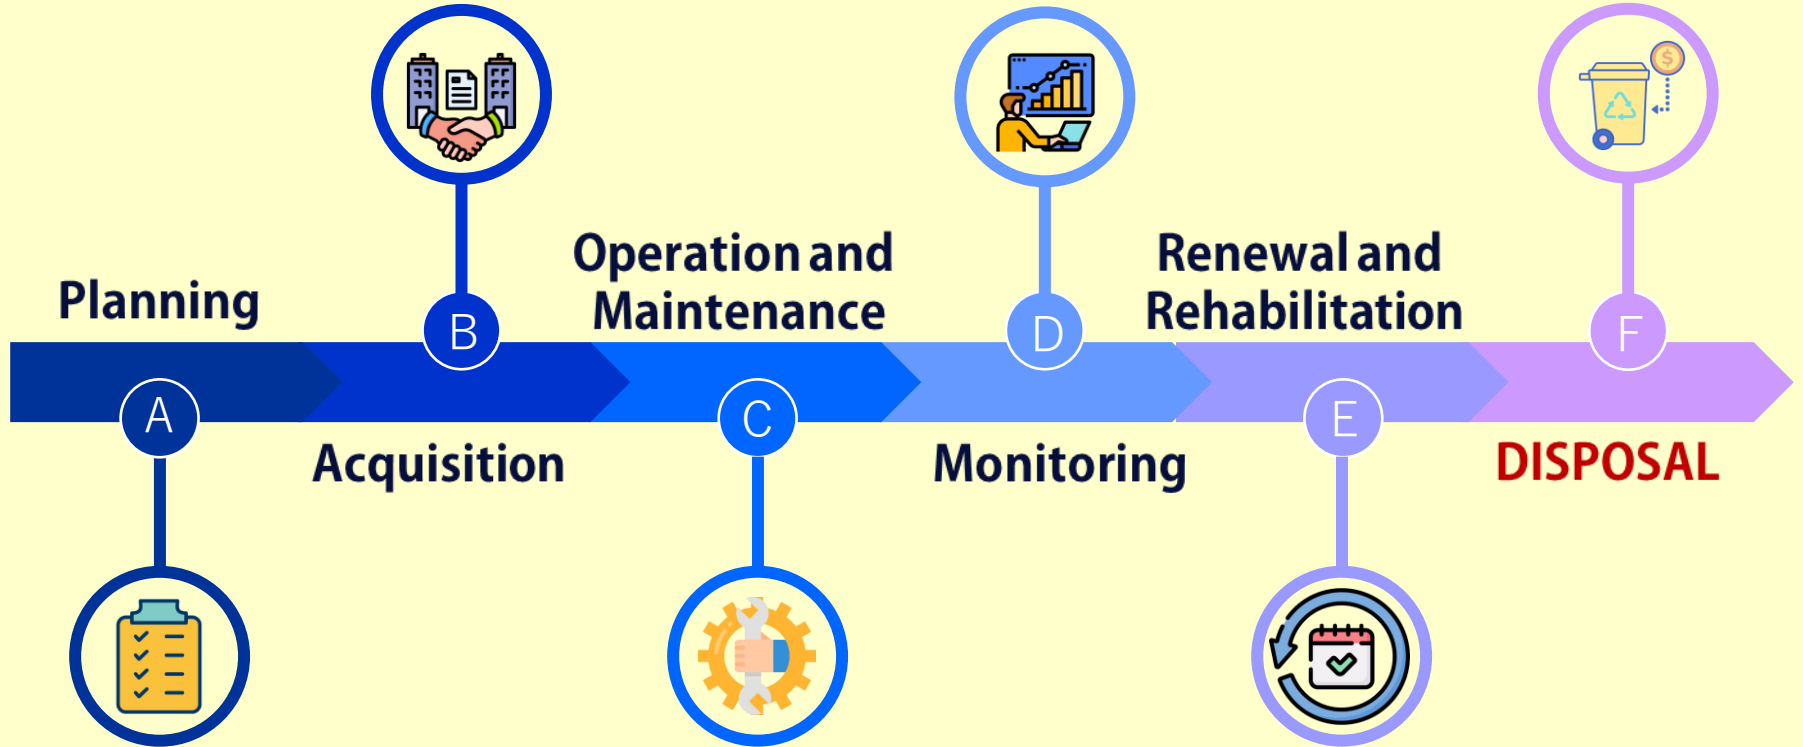 Planning
A
B
Acquisition
Operation and
Maintenance
C
D
Monitoring
Renewal and
Rehabilitation
E
$
F
DISPOSAL